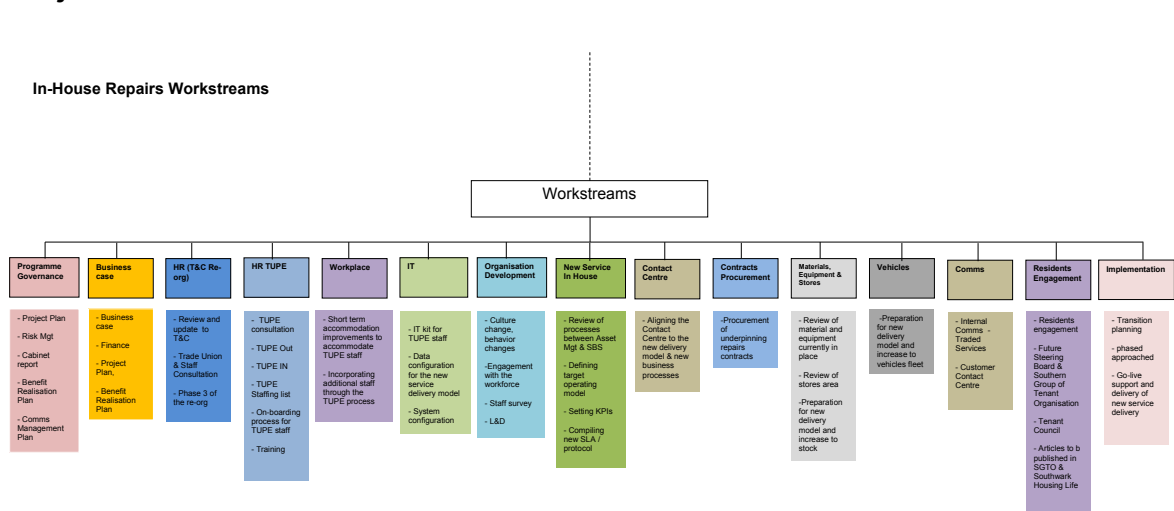 In-House Repairs Workstreams
Workstreams
Programme
Governance
Business
case
HR (T&C Re-
org)
HR TUPE
Workplace
IT
Organisation
Development
New Service
In House
Contact
Centre
Contracts
Procurement
Materials,
Equipment &
Stores
Vehicles
Comms
Residents
Engagement
Implementation
- Project Plan
- Risk Mgt
- Cabinet
report
- Benefit
Realisation
Plan
- Comms
Management
Plan
- Business
case
- Finance
- Project
Plan,
- Benefit
Realisation
Plan
- Review and
update to
T&C
- Trade Union
& Staff
Consultation
- Phase 3 of
the re-org
- TUPE
consultation
- TUPE Out
- TUPE IN
- TUPE
Staffing list
- On-boarding
process for
TUPE staff
- Training
- Short term
accommodation
improvements to
accommodate
TUPE staff
- Incorporating
additional staff
through the
TUPE process
- IT kit for
TUPE staff
- Data
configuration
for the new
service
delivery model
- System
configuration
- Culture
change,
behavior
changes
-Engagement
with the
workforce
- Staff survey
- L&D
- Review of
processes
between Asset
Mgt & SBS
- Defining
target
operating
model
- Setting KPIs
- Compiling
new SLA /
protocol
- Aligning the
Contact
Centre to the
new delivery
model & new
business
processes
-Procurement
of
underpinning
repairs
contracts
- Review of
material and
equipment
currently in
place
- Review of
stores area
-Preparation
for new
delivery
model and
increase to
stock
-Preparation
for new
delivery
model and
increase to
vehicles fleet
- Internal
Comms -
Traded
Services
- Customer
Contact
Centre
- Residents
engagement
- Future
Steering
Board &
Southern
Group of
Tenant
Organisation
- Tenant
Council
- Articles to b
published in
SGTO &
Southwark
Housing Life
- Transition
planning
- phased
approached
- Go-live
support and
delivery of
new service
delivery